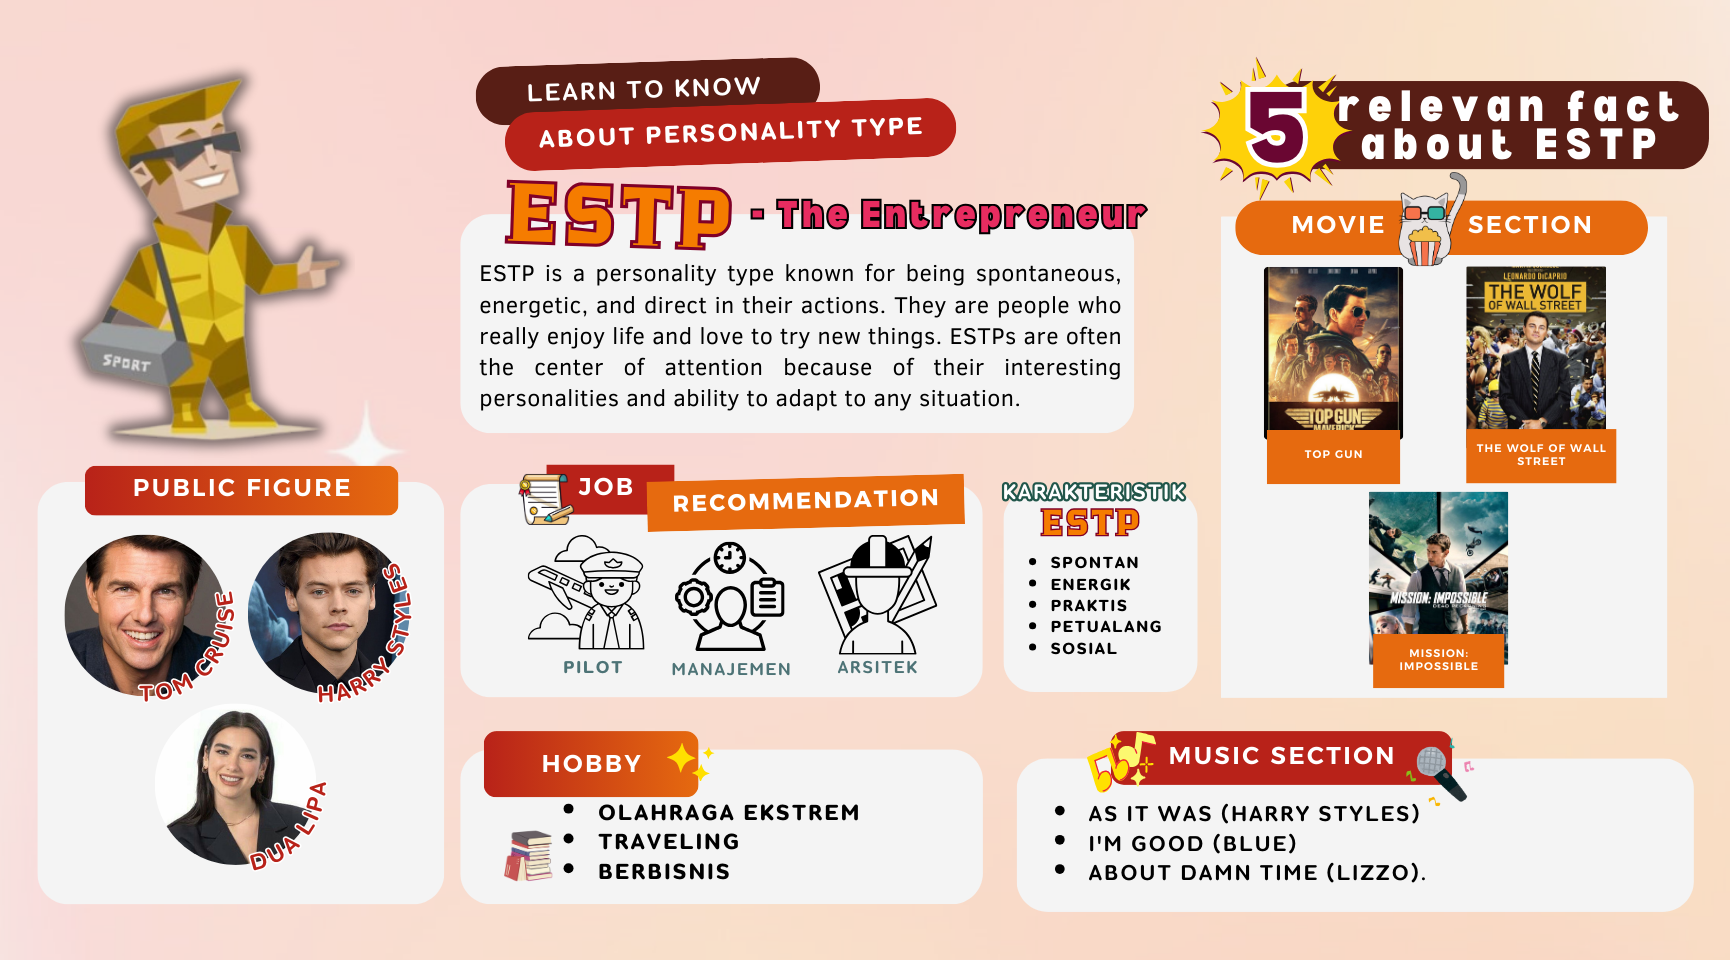 LEARN TO KNOW
ABOUT PERSONALITY TYPE
ESTP - The Entrepreneur
ESTP is a personality type known for being spontaneous,
energetic, and direct in their actions. They are people who
really enjoy life and love to try new things. ESTPs are often
the center of attention because of their interesting
personalities and ability to adapt to any situation.
SPORT
PUBLIC FIGURE
TOM CRUISE
HARRY STYLES
DUA LIPA
JOB
RECOMMENDATION
PILOT
MANAJEMEN
ARSITEK
KARAKTERISTIK
ESTP
• SPONTAN
• ENERGIK
• PRAKTIS
• PETUALANG
• SOSIAL
HOBBY
• OLAHRAGA EKSTREM
• TRAVELING
• BERBISNIS
5 relevan fact
about ESTP
MOVIE SECTION
TOP GUN
MAVERICK
TOP GUN
LEONARDO DiCAPRIO
THE WOLF
OF WALL STREET
THE WOLF OF WALL
STREET
MISSION: IMPOSSIBLE
DEAD RECKONING
MISSION:
IMPOSSIBLE
MUSIC SECTION
• AS IT WAS (HARRY STYLES)
• I'M GOOD (BLUE)
• ABOUT DAMN TIME (LIZZO).